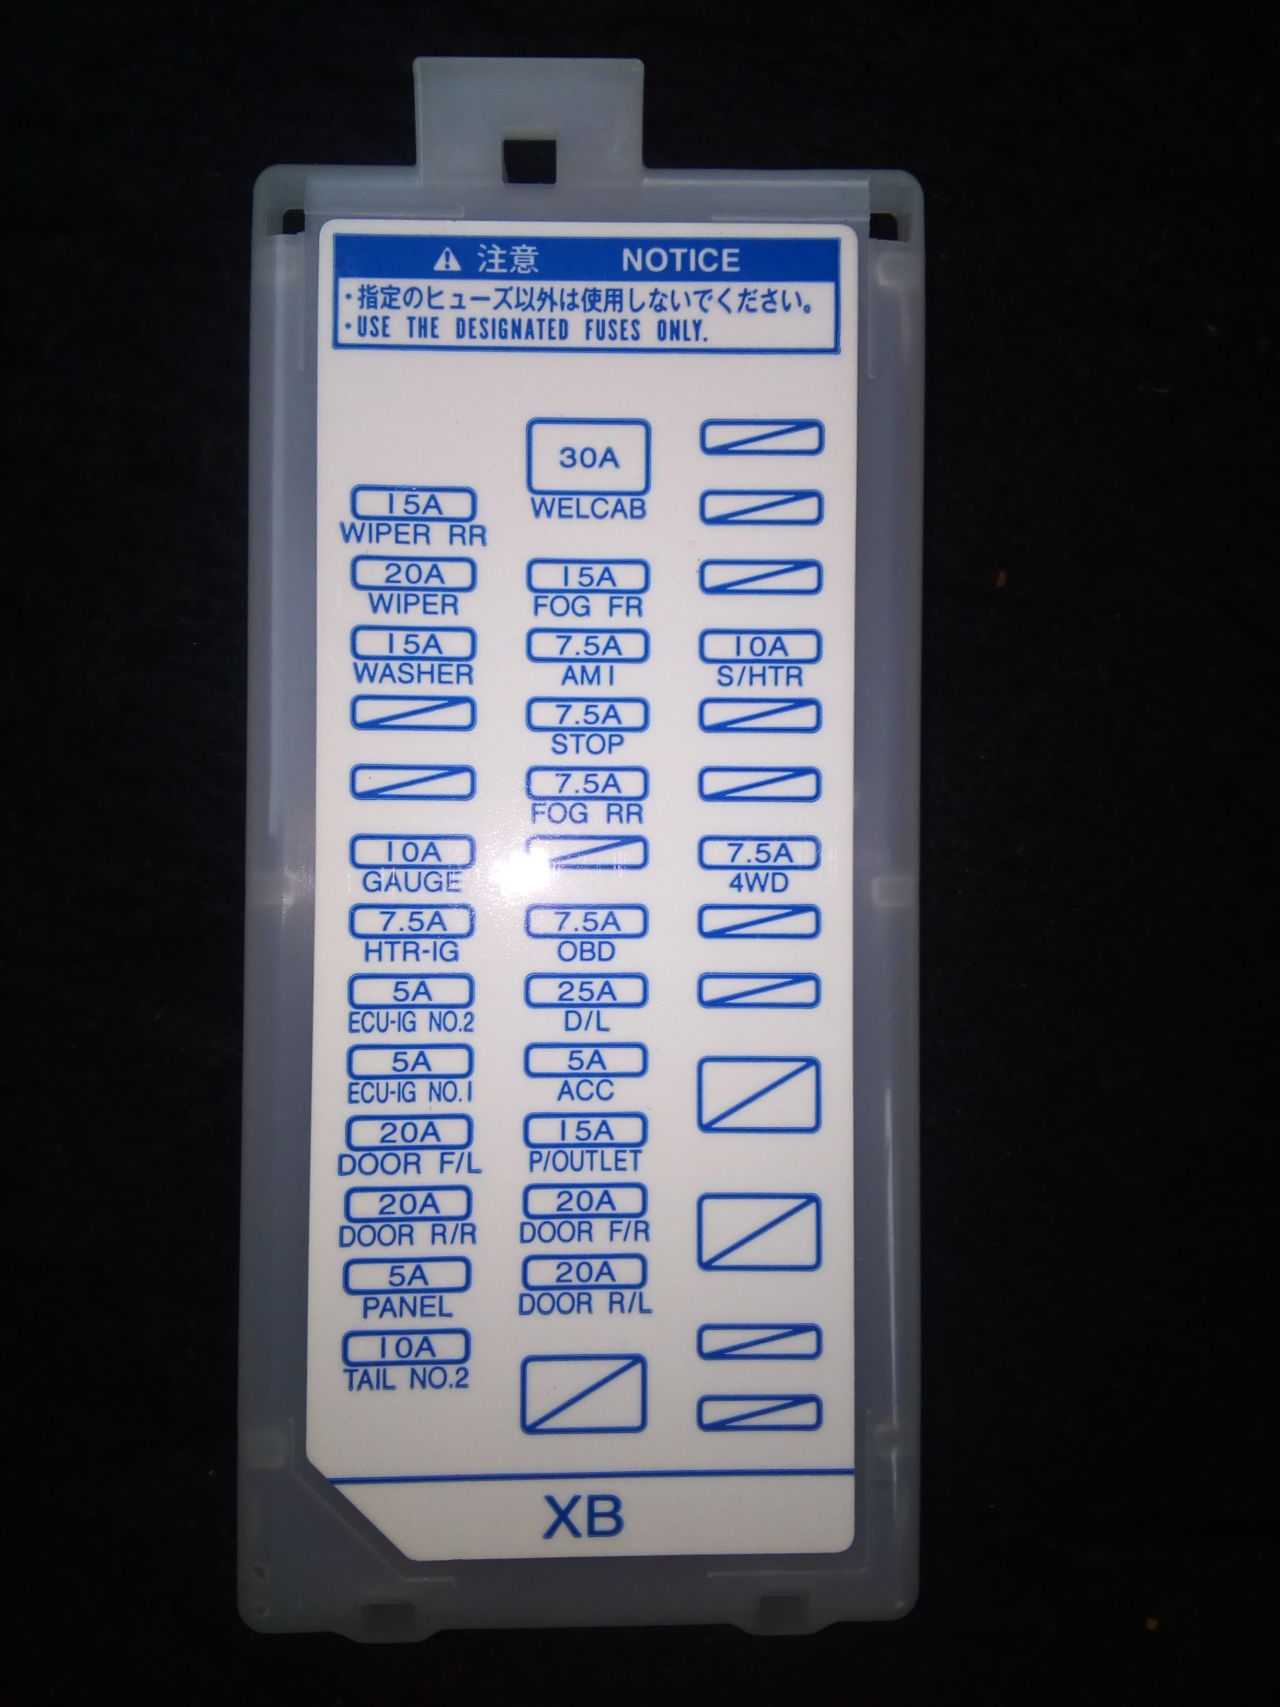 注意 NOTICE
・指定のヒューズ以外は使用しないでください。
・USE THE DESIGNATED FUSES ONLY.
15A
WIPER RR
20A
WIPER
15A
WASHER
10A
GAUGE
7.5A
HTR-IG
5A
ECU-IG NO.2
5A
ECU-IG NO.1
20A
DOOR F/L
20A
DOOR R/R
5A
PANEL
10A
TAIL NO.2
30A
WELCAB
15A
FOG FR
7.5A
AM1
7.5A
STOP
7.5A
FOG RR
7.5A
OBD
25A
D/L
5A
ACC
15A
P/OUTLET
20A
DOOR F/R
20A
DOOR R/L
10A
S/HTR
7.5A
4WD
XB